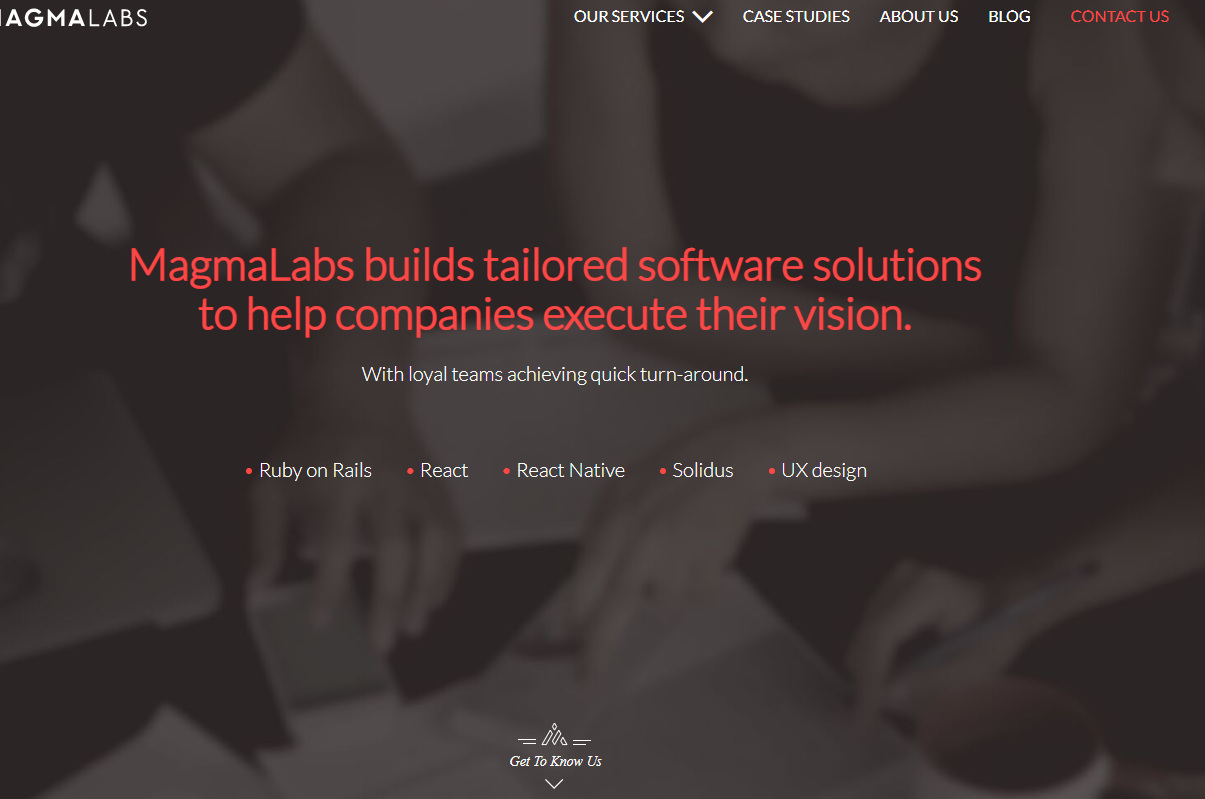 MAGMALABS
OUR SERVICES CASE STUDIES ABOUT US BLOG CONTACT US
MagmaLabs builds tailored software solutions
to help companies execute their vision.
With loyal teams achieving quick turn-around.
• Ruby on Rails • React • React Native • Solidus • UX design
Get To Know Us